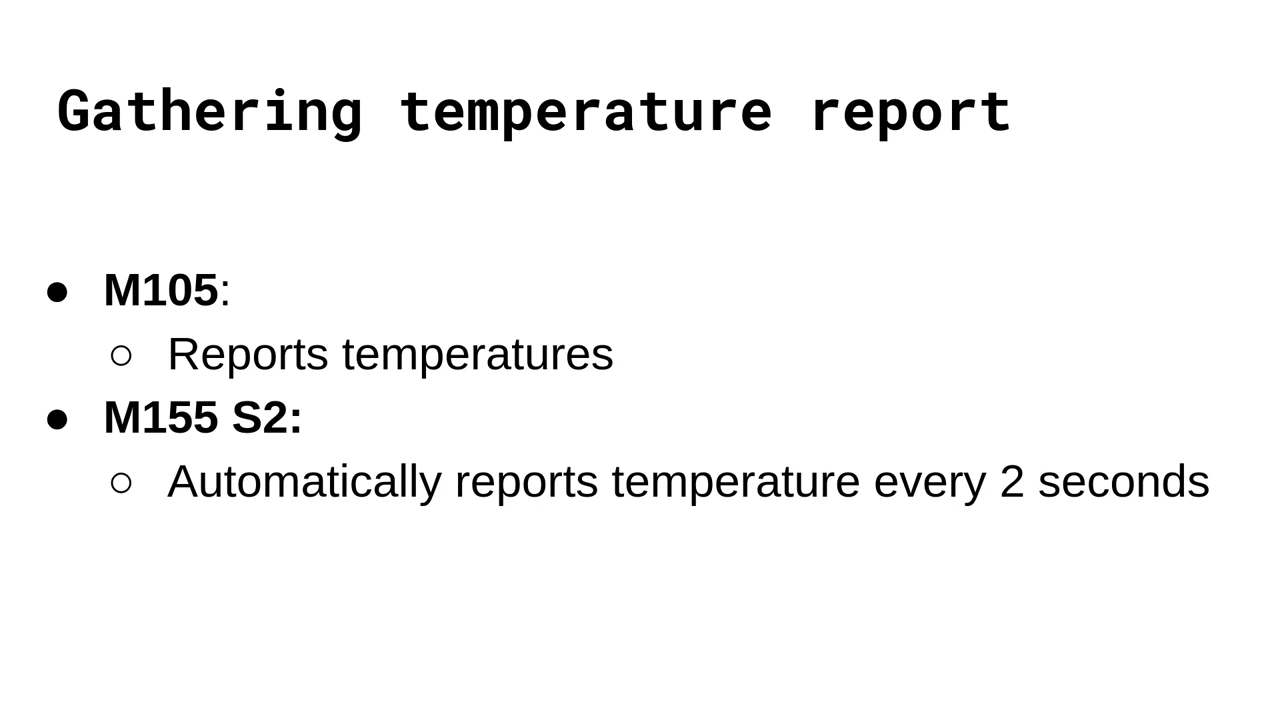 Gathering temperature report
● M105:
○ Reports temperatures
● M155 S2:
○ Automatically reports temperature every 2 seconds